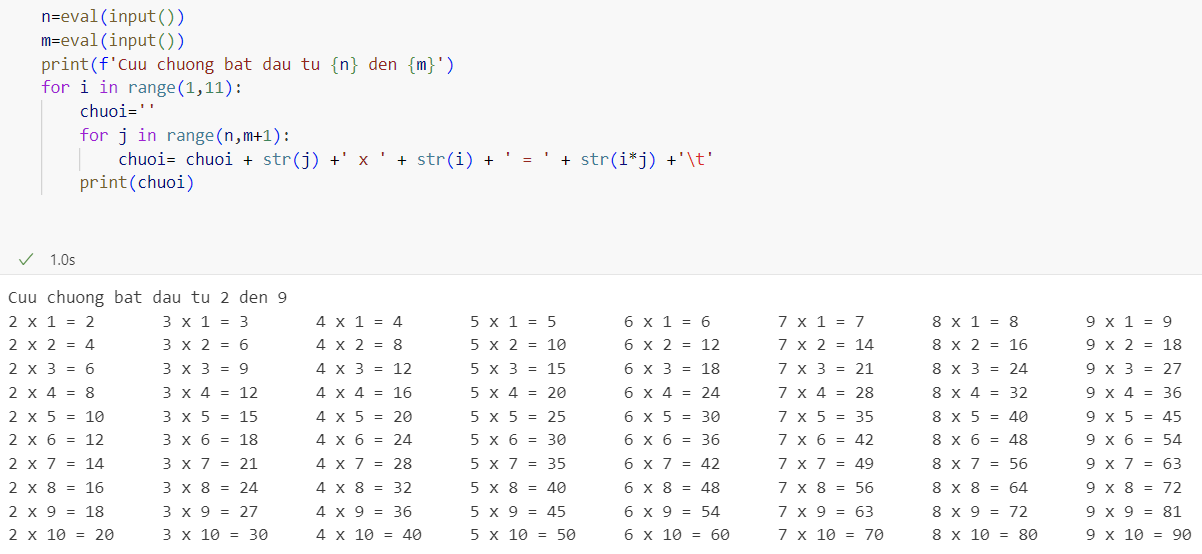 n=eval(input())
m=eval(input())
print(f'Cuu chuong bat dau tu {n} den {m}')
for i in range(1,11):
    chuoi=''
    for j in range(n,m+1):
        chuoi= chuoi + str(j) +' x ' + str(i) + ' = ' + str(i*j) +'\t'
    print(chuoi)
1.0s
Cuu chuong bat dau tu 2 den 9
2 x 1 = 2	3 x 1 = 3	4 x 1 = 4	5 x 1 = 5	6 x 1 = 6	7 x 1 = 7	8 x 1 = 8	9 x 1 = 9
2 x 2 = 4	3 x 2 = 6	4 x 2 = 8	5 x 2 = 10	6 x 2 = 12	7 x 2 = 14	8 x 2 = 16	9 x 2 = 18
2 x 3 = 6	3 x 3 = 9	4 x 3 = 12	5 x 3 = 15	6 x 3 = 18	7 x 3 = 21	8 x 3 = 24	9 x 3 = 27
2 x 4 = 8	3 x 4 = 12	4 x 4 = 16	5 x 4 = 20	6 x 4 = 24	7 x 4 = 28	8 x 4 = 32	9 x 4 = 36
2 x 5 = 10	3 x 5 = 15	4 x 5 = 20	5 x 5 = 25	6 x 5 = 30	7 x 5 = 35	8 x 5 = 40	9 x 5 = 45
2 x 6 = 12	3 x 6 = 18	4 x 6 = 24	5 x 6 = 30	6 x 6 = 36	7 x 6 = 42	8 x 6 = 48	9 x 6 = 54
2 x 7 = 14	3 x 7 = 21	4 x 7 = 28	5 x 7 = 35	6 x 7 = 42	7 x 7 = 49	8 x 7 = 56	9 x 7 = 63
2 x 8 = 16	3 x 8 = 24	4 x 8 = 32	5 x 8 = 40	6 x 8 = 48	7 x 8 = 56	8 x 8 = 64	9 x 8 = 72
2 x 9 = 18	3 x 9 = 27	4 x 9 = 36	5 x 9 = 45	6 x 9 = 54	7 x 9 = 63	8 x 9 = 72	9 x 9 = 81
2 x 10 = 20	3 x 10 = 30	4 x 10 = 40	5 x 10 = 50	6 x 10 = 60	7 x 10 = 70	8 x 10 = 80	9 x 10 = 90